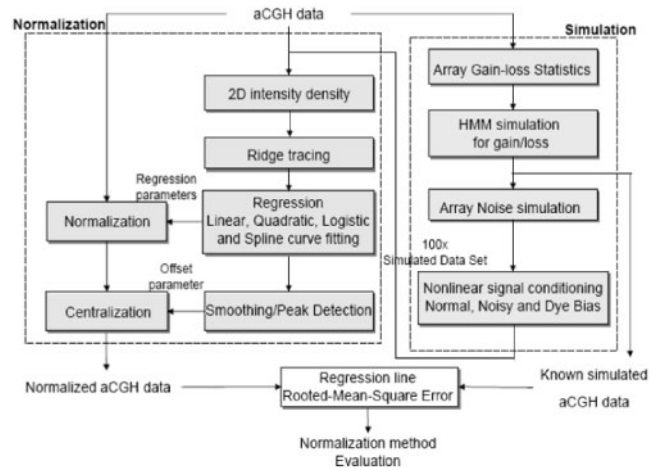 aCGH data
Normalization
Simulation
2D intensity density
Ridge tracing
Regression
parameters
Regression
Linear, Quadratic, Logistic
and Spline curve fitting
Normalization
Offset
parameter
Smoothing/Peak Detection
Centralization
Array Gain-loss Statistics
HMM simulation
for gain/loss
Array Noise simulation
100x
Simulated Data Set
Nonlinear signal conditioning
Normal, Noisy and Dye Bias
Normalized aCGH data
Regression line
Rooted-Mean-Square Error
Known simulated
aCGH data
Normalization method
Evaluation